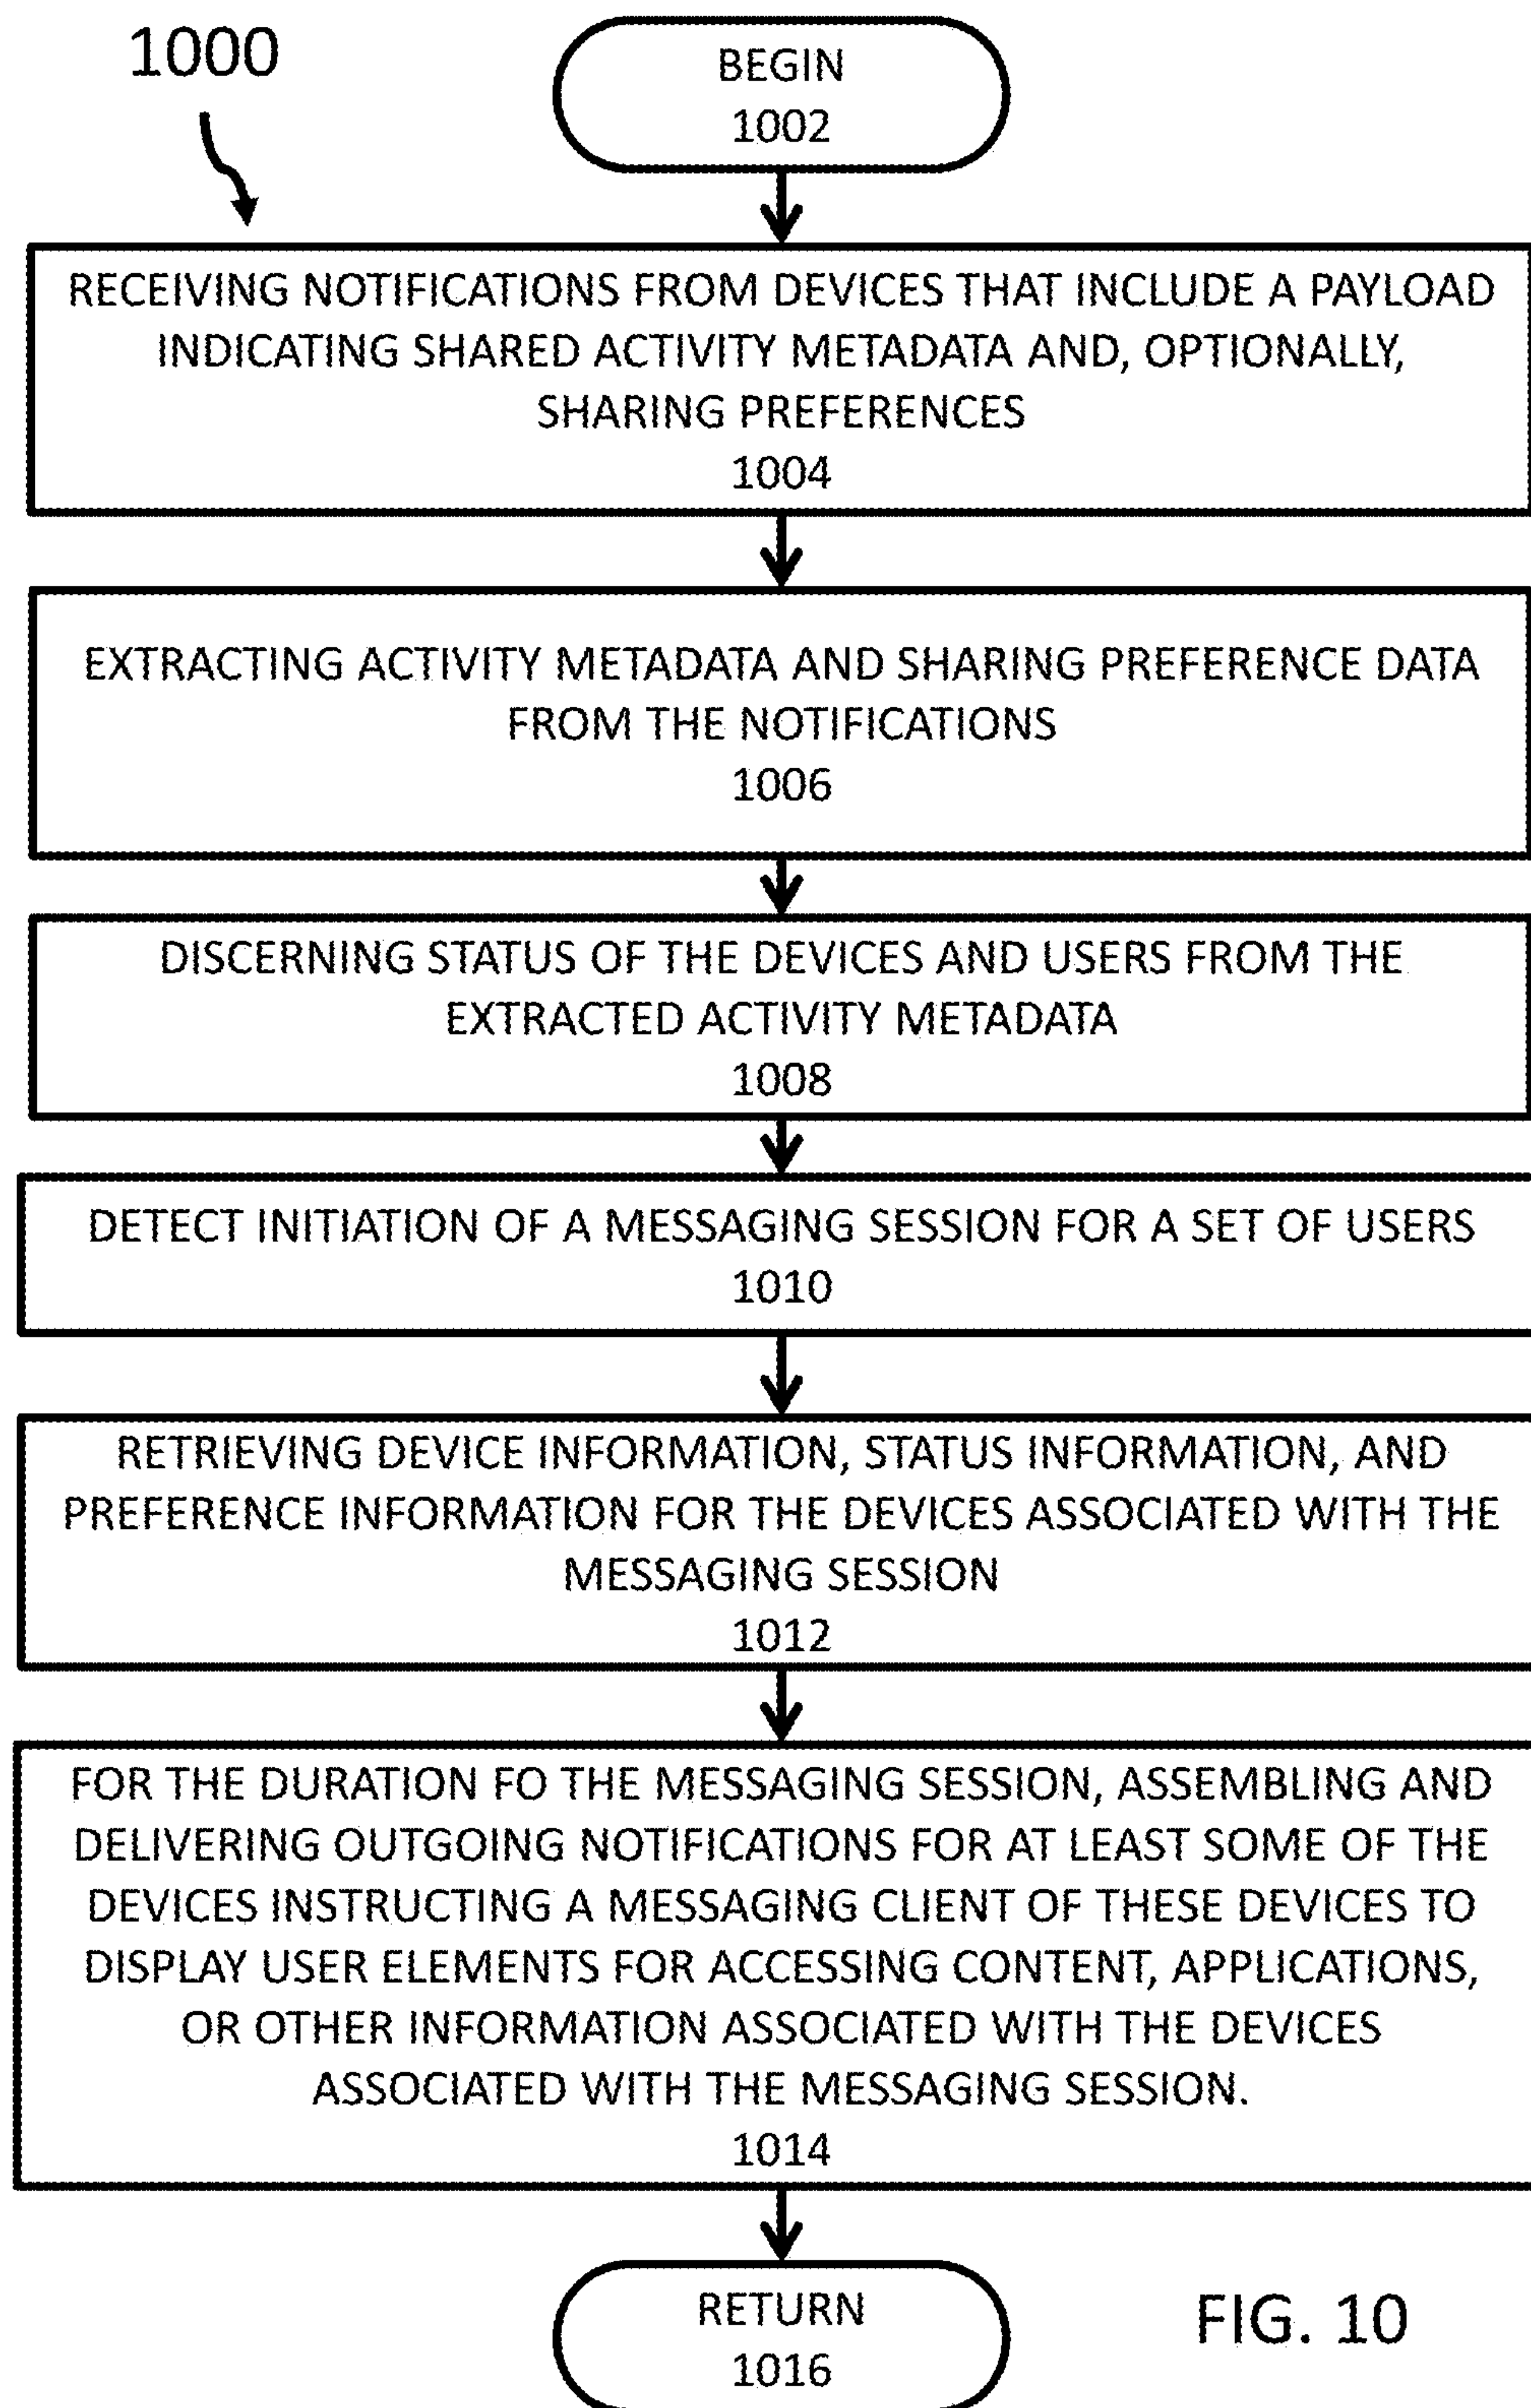 1000
BEGIN
1002
RECEIVING NOTIFICATIONS FROM DEVICES THAT INCLUDE A PAYLOAD
INDICATING SHARED ACTIVITY METADATA AND, OPTIONALLY,
SHARING PREFERENCES
1004
EXTRACTING ACTIVITY METADATA AND SHARING PREFERENCE DATA
FROM THE NOTIFICATIONS
1006
DISCERNING STATUS OF THE DEVICES AND USERS FROM THE
EXTRACTED ACTIVITY METADATA
1008
DETECT INITIATION OF A MESSAGING SESSION FOR A SET OF USERS
1010
RETRIEVING DEVICE INFORMATION, STATUS INFORMATION, AND
PREFERENCE INFORMATION FOR THE DEVICES ASSOCIATED WITH THE
MESSAGING SESSION
1012
FOR THE DURATION FO THE MESSAGING SESSION, ASSEMBLING AND
DELIVERING OUTGOING NOTIFICATIONS FOR AT LEAST SOME OF THE
DEVICES INSTRUCTING A MESSAGING CLIENT OF THESE DEVICES TO
DISPLAY USER ELEMENTS FOR ACCESSING CONTENT, APPLICATIONS,
OR OTHER INFORMATION ASSOCIATED WITH THE DEVICES
ASSOCIATED WITH THE MESSAGING SESSION.
1014
RETURN
1016
FIG. 10